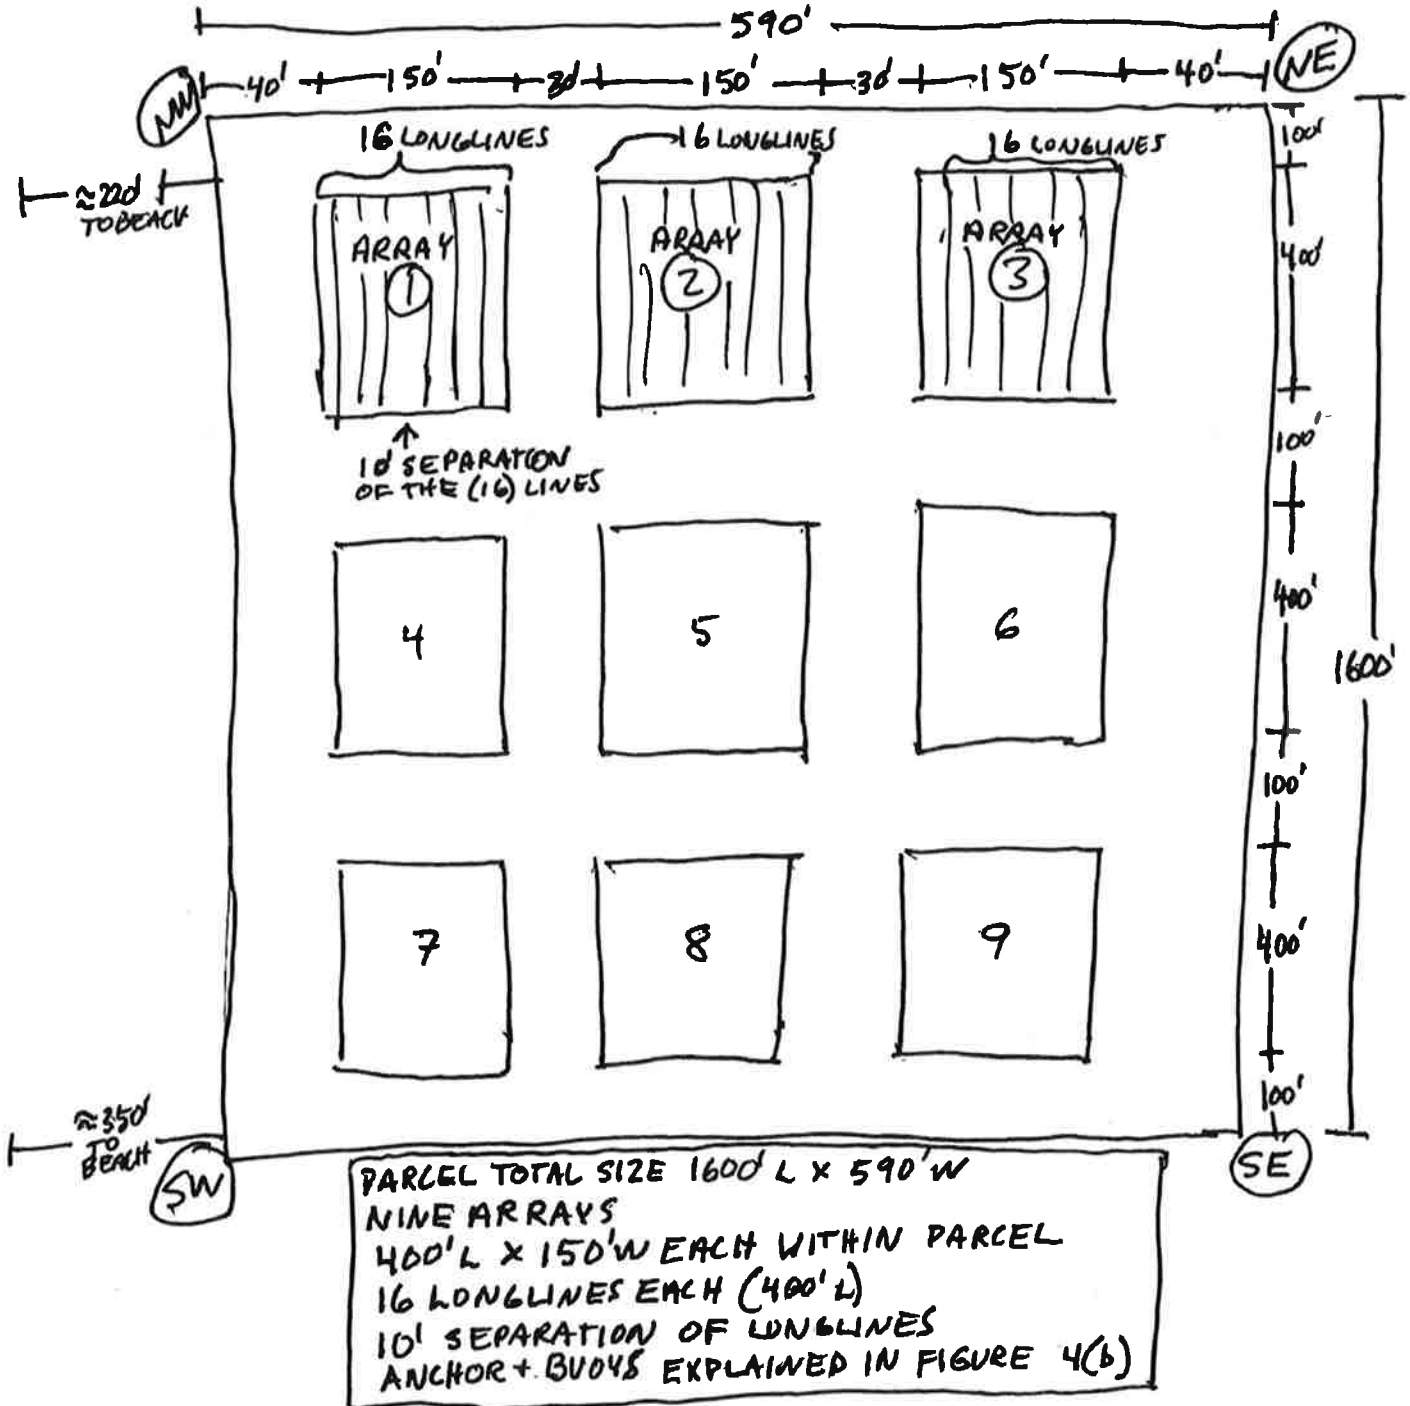 590'
NW 40' 150' 30' 150' 30' 150' 40' NE
16 LONGLINES 16 LONGLINES 16 LONGLINES
100'
≈220'
TO BEACH
ARRAY
1
ARRAY
2
ARRAY
3
400'
100'
10' SEPARATION
OF THE (16) LINES
4 5 6
400'
1600'
100'
7 8 9
400'
100'
≈350'
TO
BEACH
SW SE
PARCEL TOTAL SIZE 1600' L X 590' W
NINE ARRAYS
400' L X 150' W EACH WITHIN PARCEL
16 LONGLINES EACH (400' L)
10' SEPARATION OF LONGLINES
ANCHOR + BUOYS EXPLAINED IN FIGURE 4(b)